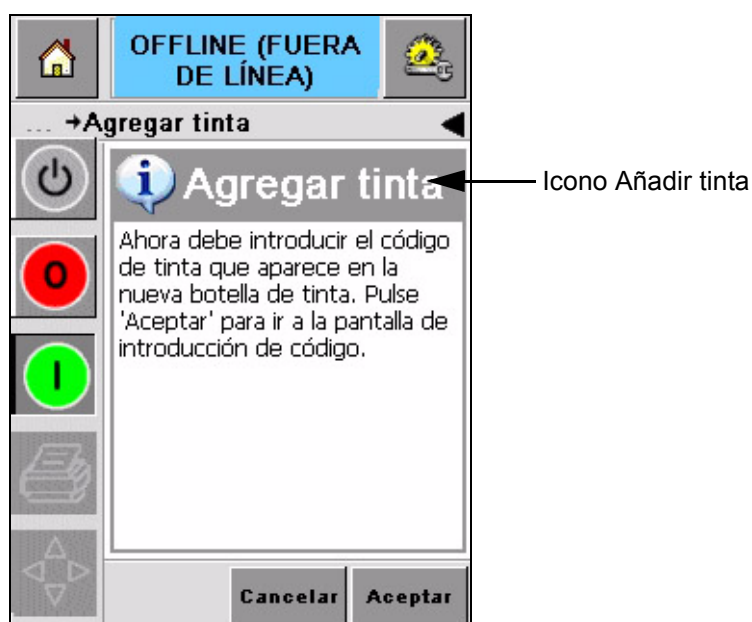 OFFLINE (FUERA
DE LÍNEA)
... →Agregar tinta
i Agregar tinta
Icono Añadir tinta
Ahora debe introducir el código
de tinta que aparece en la
nueva botella de tinta. Pulse
'Aceptar' para ir a la pantalla de
introducción de código.
O
I
Cancelar Aceptar